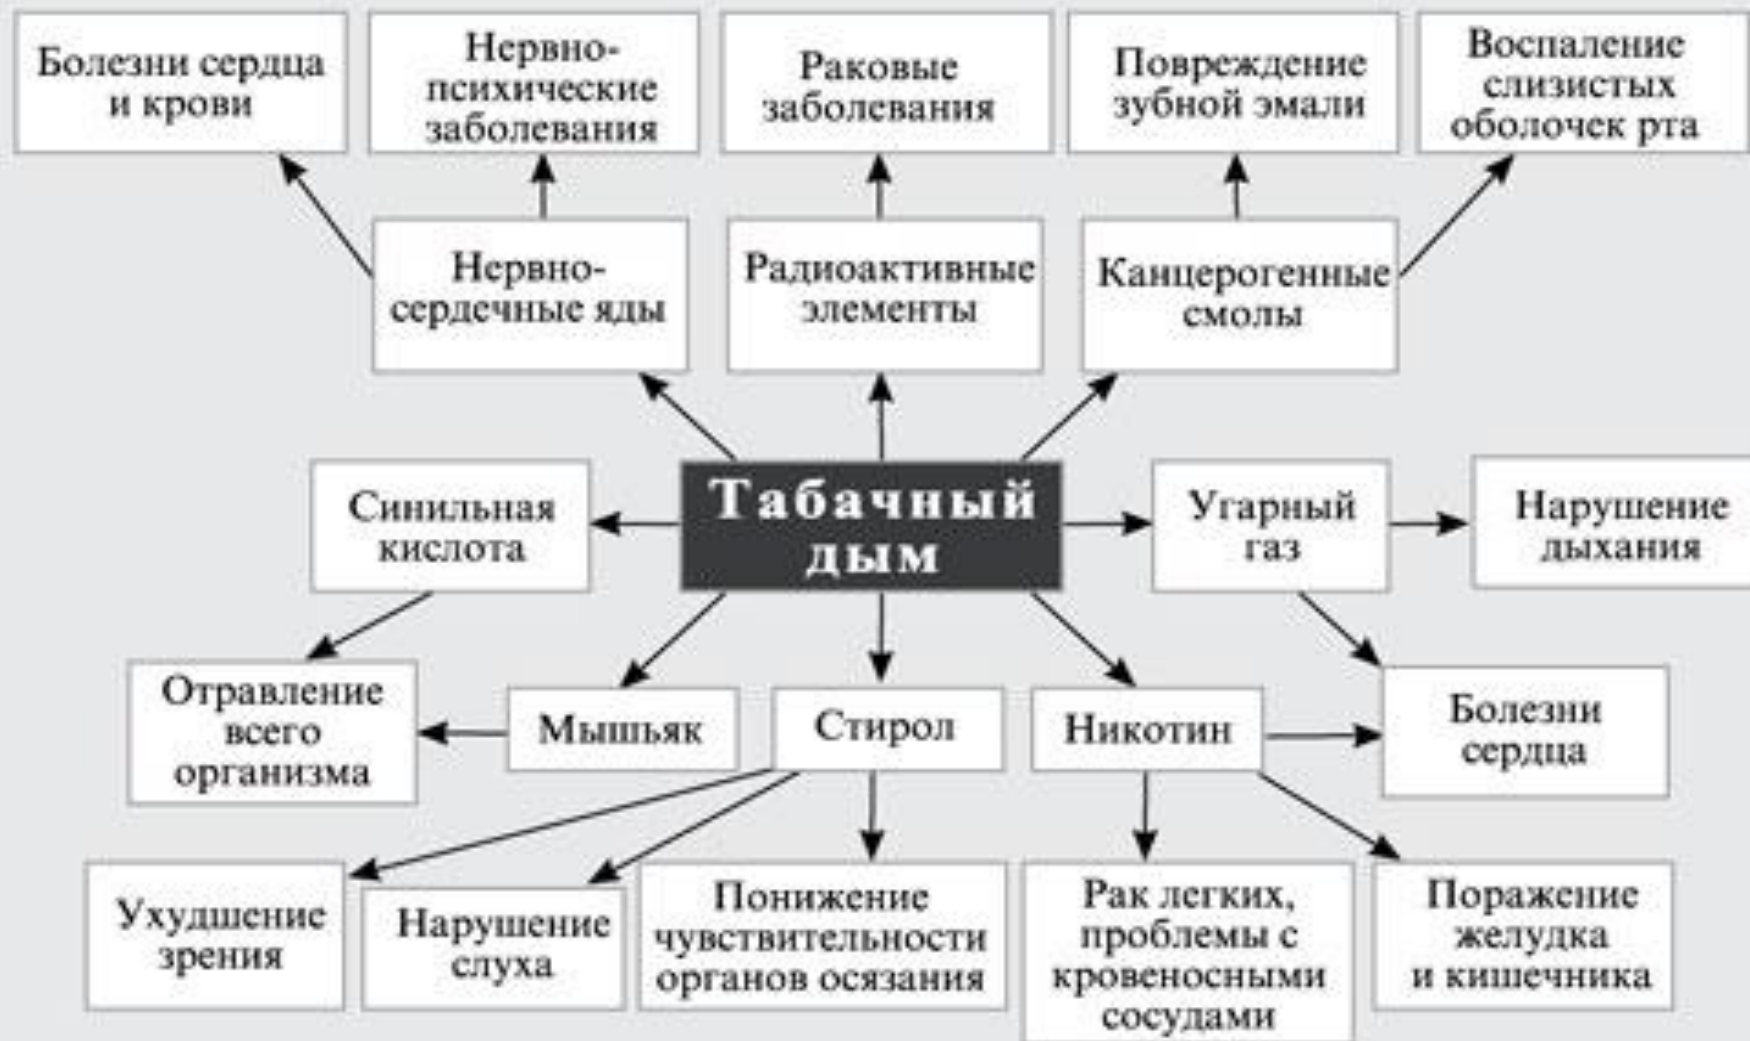 Болезни сердца
и крови
Нервно-
психические
заболевания
Раковые
заболевания
Повреждение
зубной эмали
Воспаление
слизистых
оболочек рта
Нервно-
сердечные яды
Радиоактивные
элементы
Канцерогенные
смолы
Синильная
кислота
Табачный
дым
Угарный
газ
Нарушение
дыхания
Отравление
всего
организма
Мышьяк
Стирол
Никотин
Болезни
сердца
Ухудшение
зрения
Нарушение
слуха
Понижение
чувствительности
органов осязания
Рак легких,
проблемы с
кровеносными
сосудами
Поражение
желудка
и кишечника